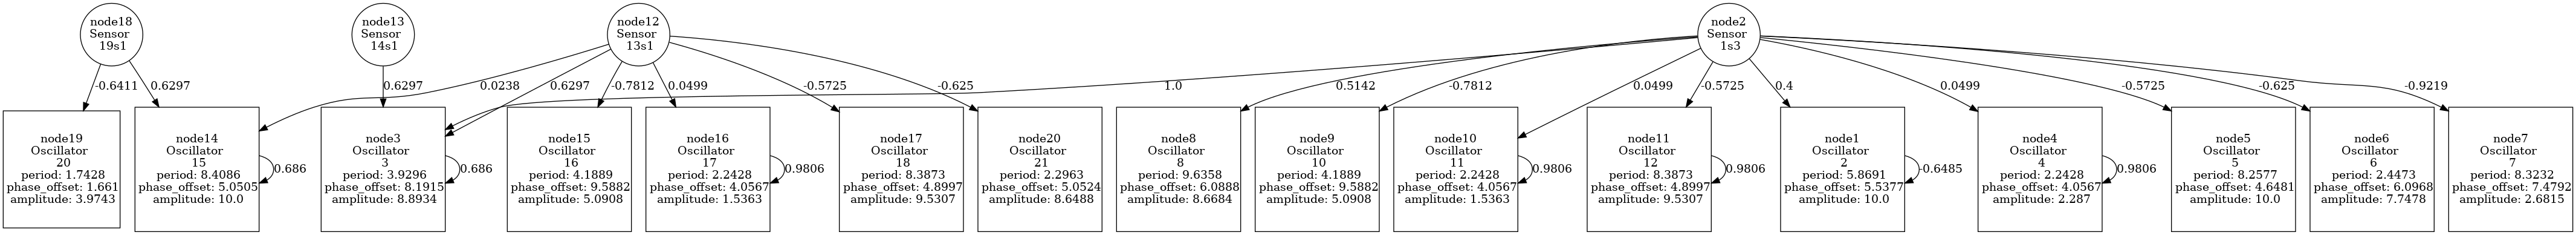 node18
Sensor
19s1
node13
Sensor
14s1
node12
Sensor
13s1
node2
Sensor
1s3
-0.6411
0.6297
0.6297
0.0238
0.6297
-0.7812
0.0499
-0.5725
-0.625
1.0
0.5142
-0.7812
0.0499
-0.5725
0.4
0.0499
-0.5725
-0.625
-0.9219
node19
Oscillator
20
period: 1.7428
phase_offset: 1.661
amplitude: 3.9743
node14
Oscillator
15
period: 8.4086
phase_offset: 5.0505
amplitude: 10.0
0.686
node3
Oscillator
3
period: 3.9296
phase_offset: 8.1915
amplitude: 8.8934
0.686
node15
Oscillator
16
period: 4.1889
phase_offset: 9.5882
amplitude: 5.0908
node16
Oscillator
17
period: 2.2428
phase_offset: 4.0567
amplitude: 1.5363
0.9806
node17
Oscillator
18
period: 8.3873
phase_offset: 4.8997
amplitude: 9.5307
node20
Oscillator
21
period: 2.2963
phase_offset: 5.0524
amplitude: 8.6488
node8
Oscillator
8
period: 9.6358
phase_offset: 6.0888
amplitude: 8.6684
node9
Oscillator
10
period: 4.1889
phase_offset: 9.5882
amplitude: 5.0908
node10
Oscillator
11
period: 2.2428
phase_offset: 4.0567
amplitude: 1.5363
0.9806
node11
Oscillator
12
period: 8.3873
phase_offset: 4.8997
amplitude: 9.5307
0.9806
node1
Oscillator
2
period: 5.8691
phase_offset: 5.5377
amplitude: 10.0
-0.6485
node4
Oscillator
4
period: 2.2428
phase_offset: 4.0567
amplitude: 2.287
0.9806
node5
Oscillator
5
period: 8.2577
phase_offset: 4.6481
amplitude: 10.0
node6
Oscillator
6
period: 2.4473
phase_offset: 6.0968
amplitude: 7.7478
node7
Oscillator
7
period: 8.3232
phase_offset: 7.4792
amplitude: 2.6815